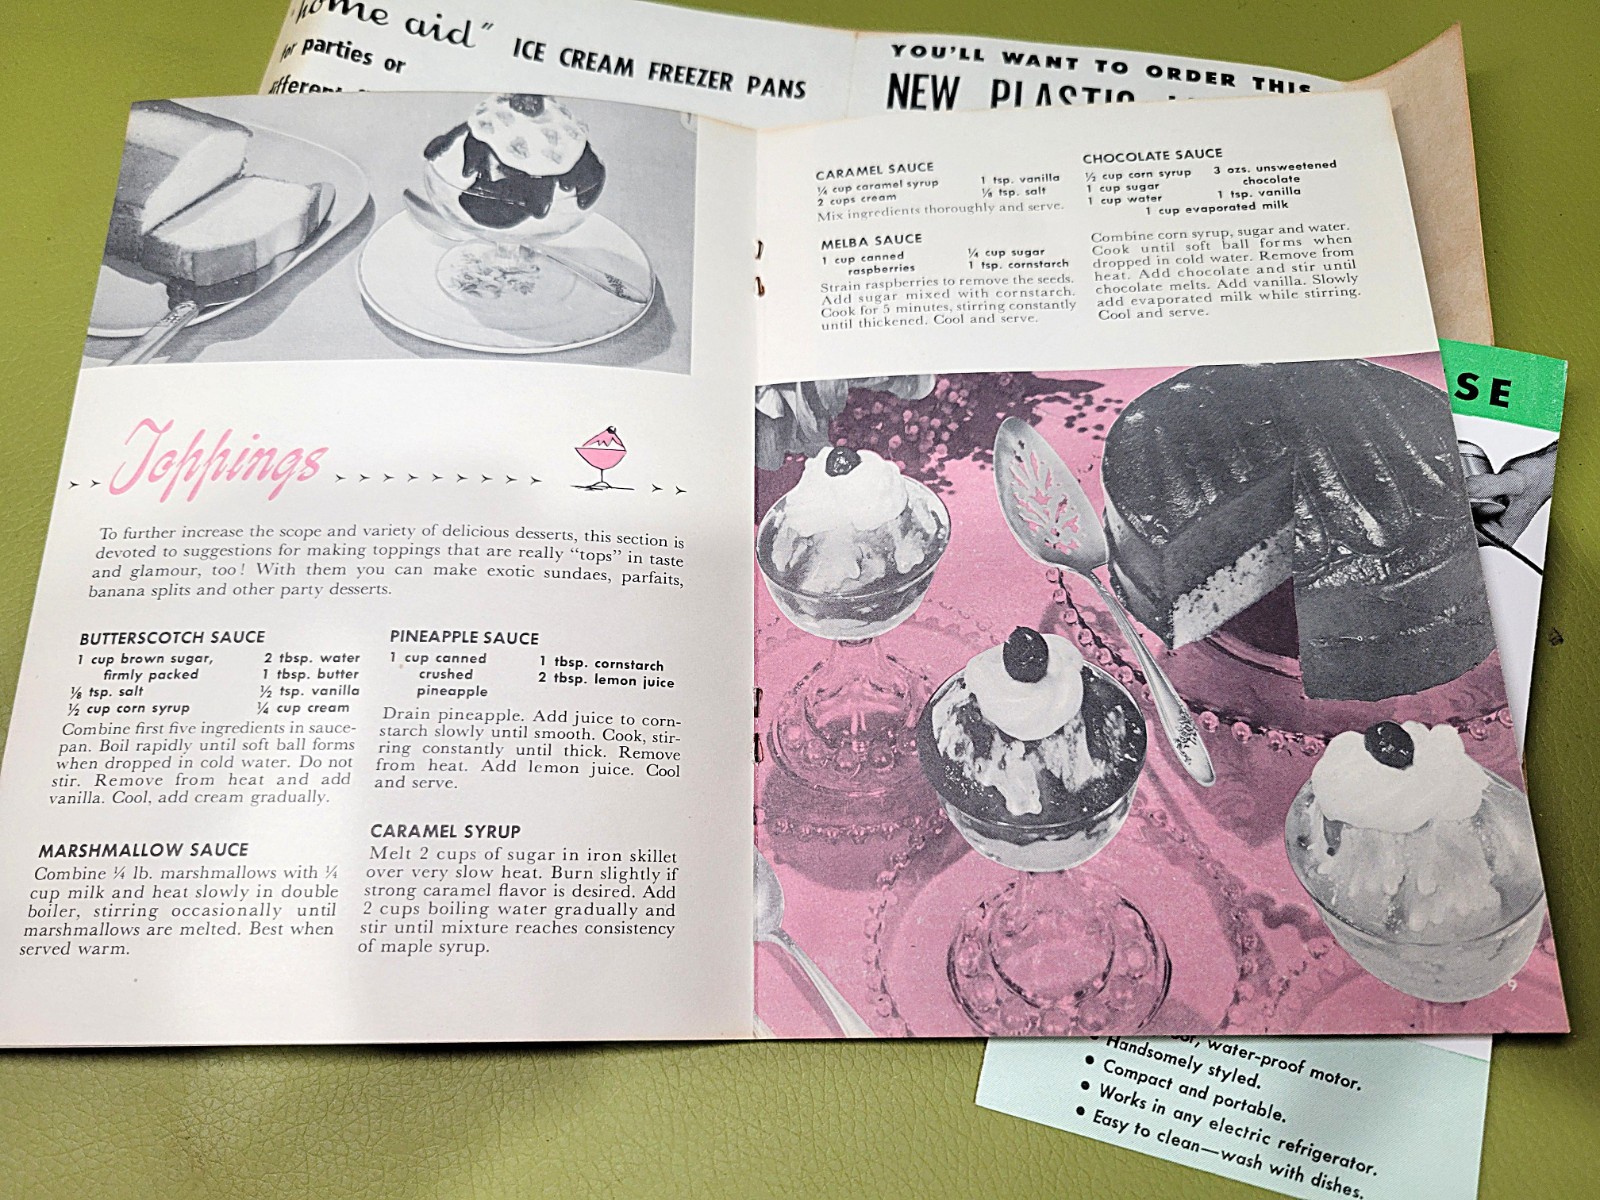 home aid"
for parties or
ICE CREAM FREEZER PANS
YOU'LL WANT TO ORDER THIS
NEW PLASTIC
Toppings
To further increase the scope and variety of delicious desserts, this section is
devoted to suggestions for making toppings that are really "tops" in taste
and glamour, too! With them you can make exotic sundaes, parfaits,
banana splits and other party desserts.
BUTTERSCOTCH SAUCE
1 cup brown sugar, 2 tbsp. water
firmly packed 1 tbsp. butter
⅛ tsp. salt ½ tsp. vanilla
½ cup corn syrup ¼ cup cream
Combine first five ingredients in sauce-
pan. Boil rapidly until soft ball forms
when dropped in cold water. Do not
stir. Remove from heat and add
vanilla. Cool, add cream gradually.
MARSHMALLOW SAUCE
Combine ¼ lb. marshmallows with ¼
cup milk and heat slowly in double
boiler, stirring occasionally until
marshmallows are melted. Best when
served warm.
PINEAPPLE SAUCE
1 cup canned 1 tbsp. cornstarch
crushed 2 tbsp. lemon juice
pineapple
Drain pineapple. Add juice to corn-
starch slowly until smooth. Cook, stir-
ring constantly until thick. Remove
from heat. Add lemon juice. Cool
and serve.
CARAMEL SYRUP
Melt 2 cups of sugar in iron skillet
over very slow heat. Burn slightly if
strong caramel flavor is desired. Add
2 cups boiling water gradually and
stir until mixture reaches consistency
of maple syrup.
CARAMEL SAUCE
¼ cup caramel syrup 1 tsp. vanilla
2 cups cream ⅛ tsp. salt
Mix ingredients thoroughly and serve.
MELBA SAUCE
1 cup canned ¼ cup sugar
raspberries 1 tsp. cornstarch
Strain raspberries to remove the seeds.
Add sugar mixed with cornstarch.
Cook for 5 minutes, stirring constantly
until thickened. Cool and serve.
CHOCOLATE SAUCE
½ cup corn syrup 3 ozs. unsweetened
1 cup sugar chocolate
1 cup water 1 tsp. vanilla
1 cup evaporated milk
Combine corn syrup, sugar and water.
Cook until soft ball forms when
dropped in cold water. Remove from
heat. Add chocolate and stir until
chocolate melts. Add vanilla. Slowly
add evaporated milk while stirring.
Cool and serve.
9
SE
water-proof motor.
Handsomely styled.
• Compact and portable.
• Works in any electric refrigerator.
• Easy to clean—wash with dishes.